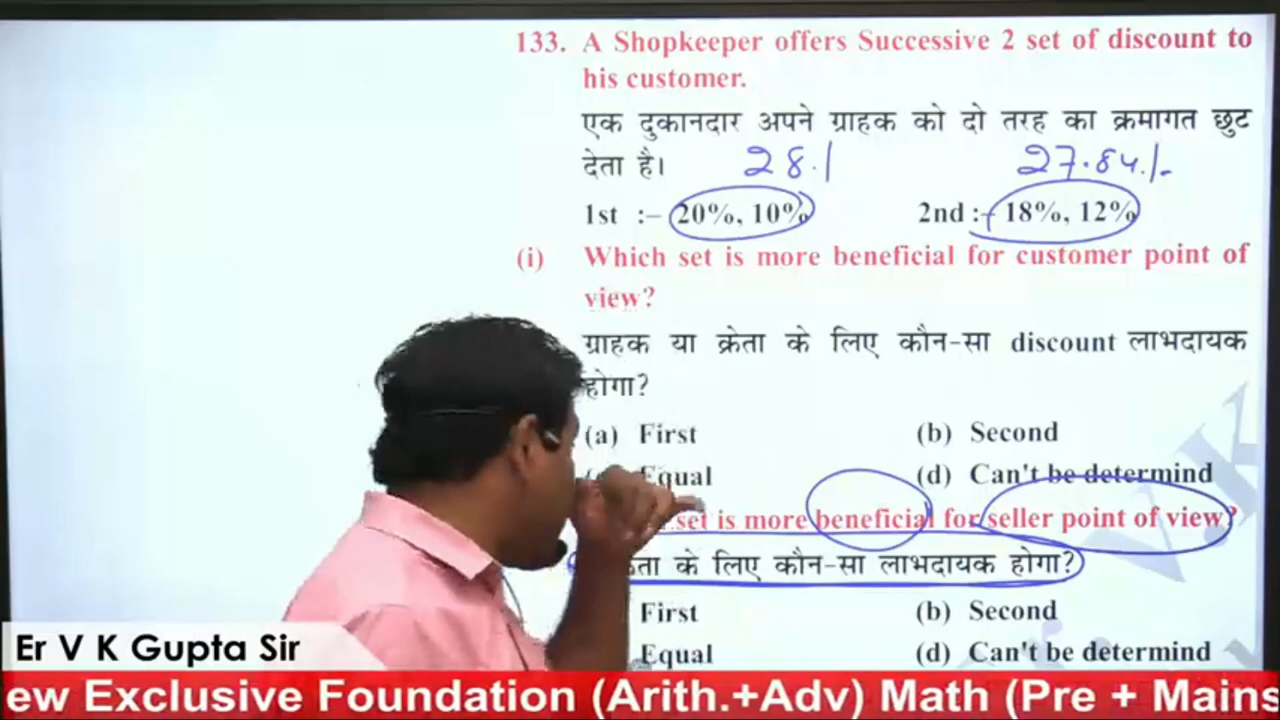 133. A Shopkeeper offers Successive 2 set of discount to
his customer.
एक दुकानदार अपने ग्राहक को दो तरह का क्रमागत छुट
देता है।
28.|
27.84.|-
1st :– 20%, 10%
2nd :– 18%, 12%
(i) Which set is more beneficial for customer point of
view?
ग्राहक या क्रेता के लिए कौन-सा discount लाभदायक
होगा?
(a) First (b) Second
Equal (d) Can't be determind
set is more beneficial for seller point of view?
के लिए कौन-सा लाभदायक होगा?
First (b) Second
Equal (d) Can't be determind
V.K
Er V K Gupta Sir
ew Exclusive Foundation (Arith.+Adv) Math (Pre + Mains